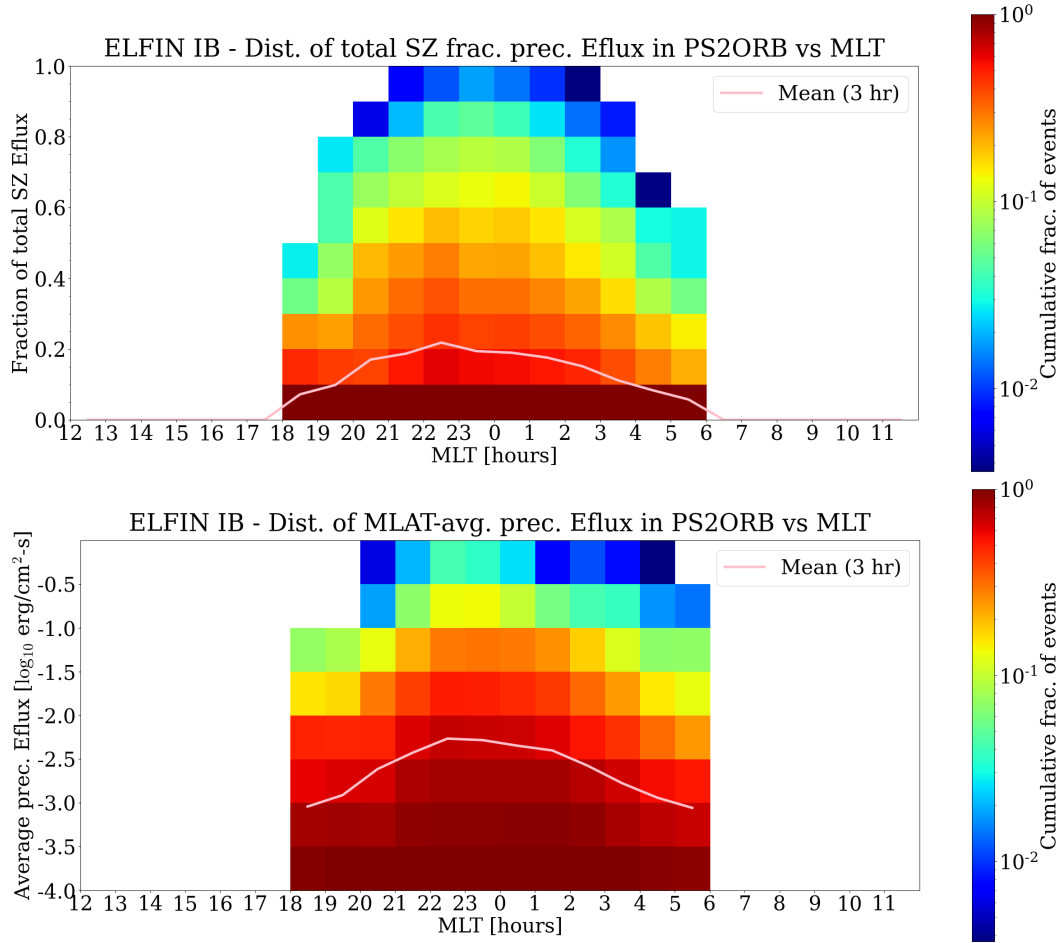 ELFIN IB - Dist. of total SZ frac. prec. Eflux in PS2ORB vs MLT
Fraction of total SZ Eflux
1.0
0.8
0.6
0.4
0.2
0.0
Mean (3 hr)
12 13 14 15 16 17 18 19 20 21 22 23 0 1 2 3 4 5 6 7 8 9 10 11
MLT [hours]
10⁰
10⁻¹
10⁻²
Cumulative frac. of events
ELFIN IB - Dist. of MLAT-avg. prec. Eflux in PS2ORB vs MLT
Average prec. Eflux [log₁₀ erg/cm²-s]
-0.5
-1.0
-1.5
-2.0
-2.5
-3.0
-3.5
-4.0
Mean (3 hr)
12 13 14 15 16 17 18 19 20 21 22 23 0 1 2 3 4 5 6 7 8 9 10 11
MLT [hours]
10⁰
10⁻¹
10⁻²
Cumulative frac. of events